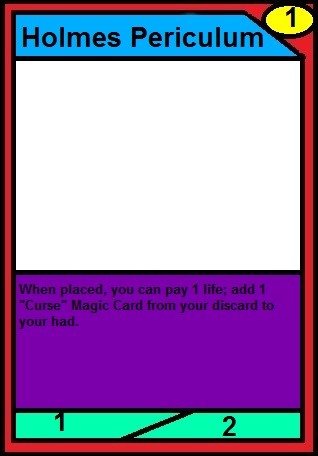 Holmes Periculum
1
When placed, you can pay 1 life; add 1
"Curse" Magic Card from your discard to
your had.
1
2